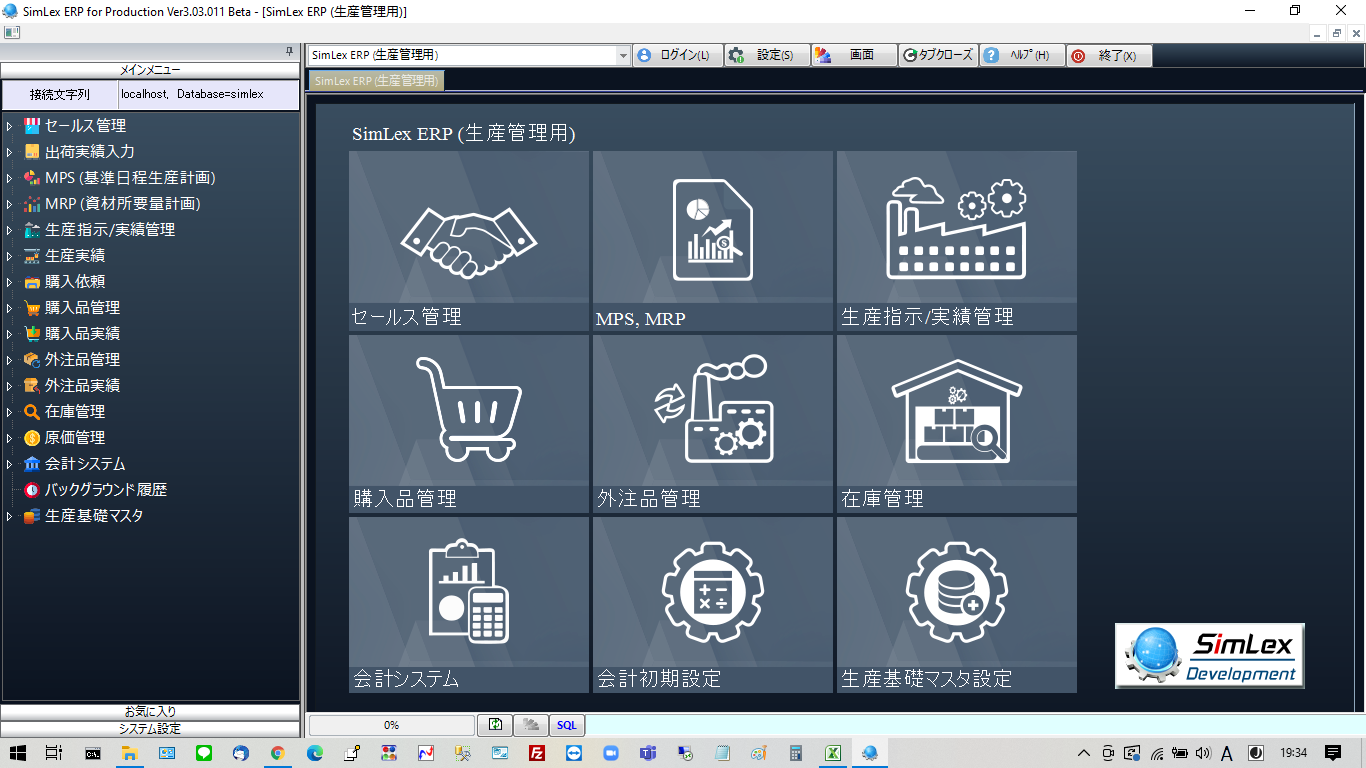 SimLex ERP for Production Ver3.03.011 Beta - [SimLex ERP (生産管理用)]
メインメニュー
接続文字列
localhost, Database=simlex
セールス管理
出荷実績入力
MPS (基準日程生産計画)
MRP (資材所要量計画)
生産指示/実績管理
生産実績
購入依頼
購入品管理
購入品実績
外注品管理
外注品実績
在庫管理
原価管理
会計システム
バックグラウンド履歴
生産基礎マスタ
お気に入り
システム設定
SimLex ERP (生産管理用)
ログイン(L)
設定(S)
画面
タブクローズ
ﾍﾙﾌﾟ(H)
終了(X)
SimLex ERP (生産管理用)
SimLex ERP (生産管理用)
セールス管理
MPS, MRP
生産指示/実績管理
購入品管理
外注品管理
在庫管理
会計システム
会計初期設定
生産基礎マスタ設定
SimLex
Development
0%
SQL
A
19:34